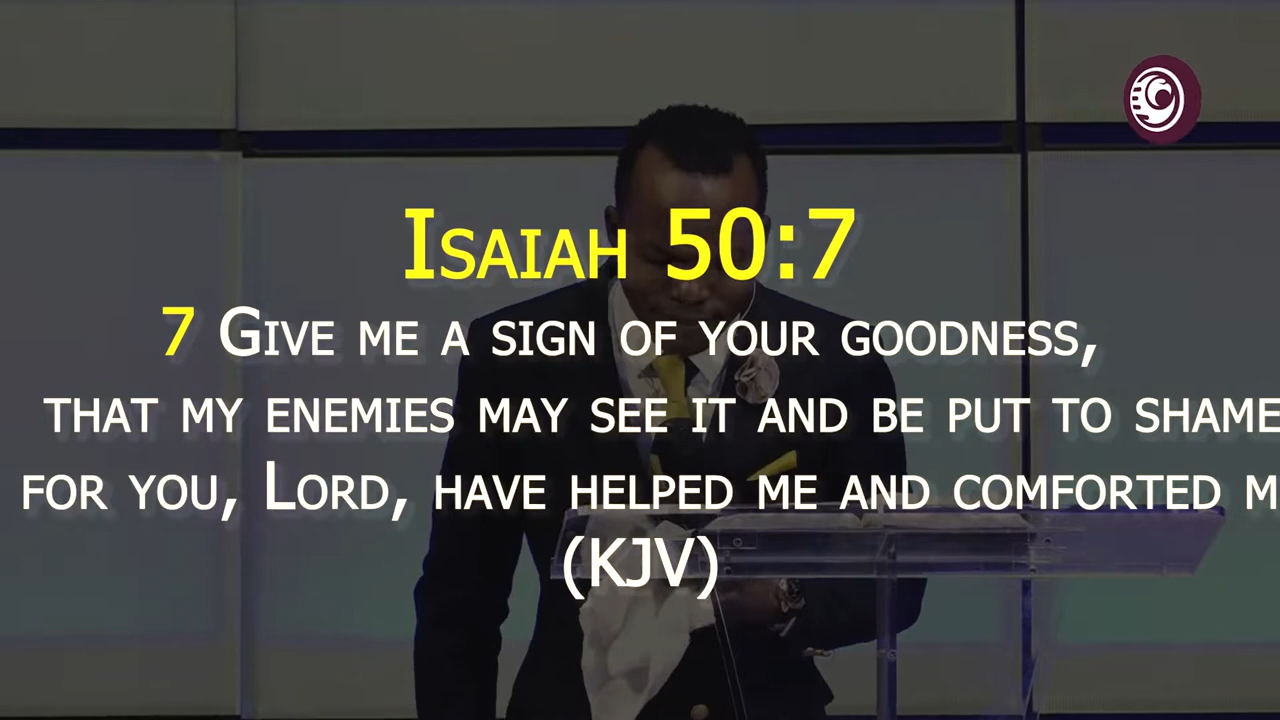 Isaiah 50:7
7 Give me a sign of your goodness,
that my enemies may see it and be put to shame
for you, Lord, have helped me and comforted m
(KJV)